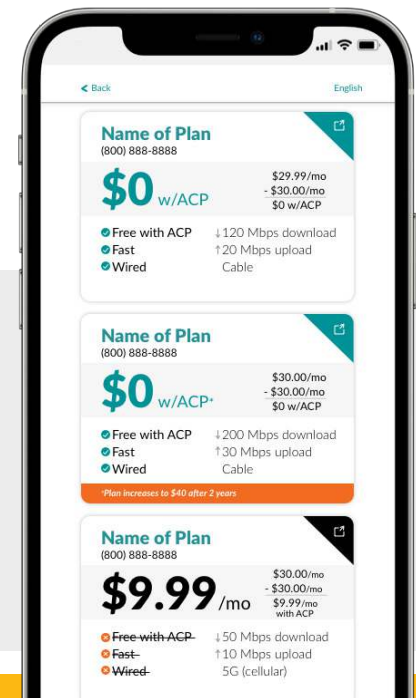 Back
English
Name of Plan
(800) 888-8888
$0 w/ACP
$29.99/mo
- $30.00/mo
$0 w/ACP
Free with ACP
Fast
Wired
↓120 Mbps download
↑20 Mbps upload
Cable
Name of Plan
(800) 888-8888
$0 w/ACP*
$30.00/mo
- $30.00/mo
$0 w/ACP
Free with ACP
Fast
Wired
↓200 Mbps download
↑30 Mbps upload
Cable
*Plan increases to $40 after 2 years
Name of Plan
(800) 888-8888
$9.99/mo
$30.00/mo
- $30.00/mo
$9.99/mo
with ACP
Free with ACP
Fast
Wired
↓50 Mbps download
↑10 Mbps upload
5G (cellular)